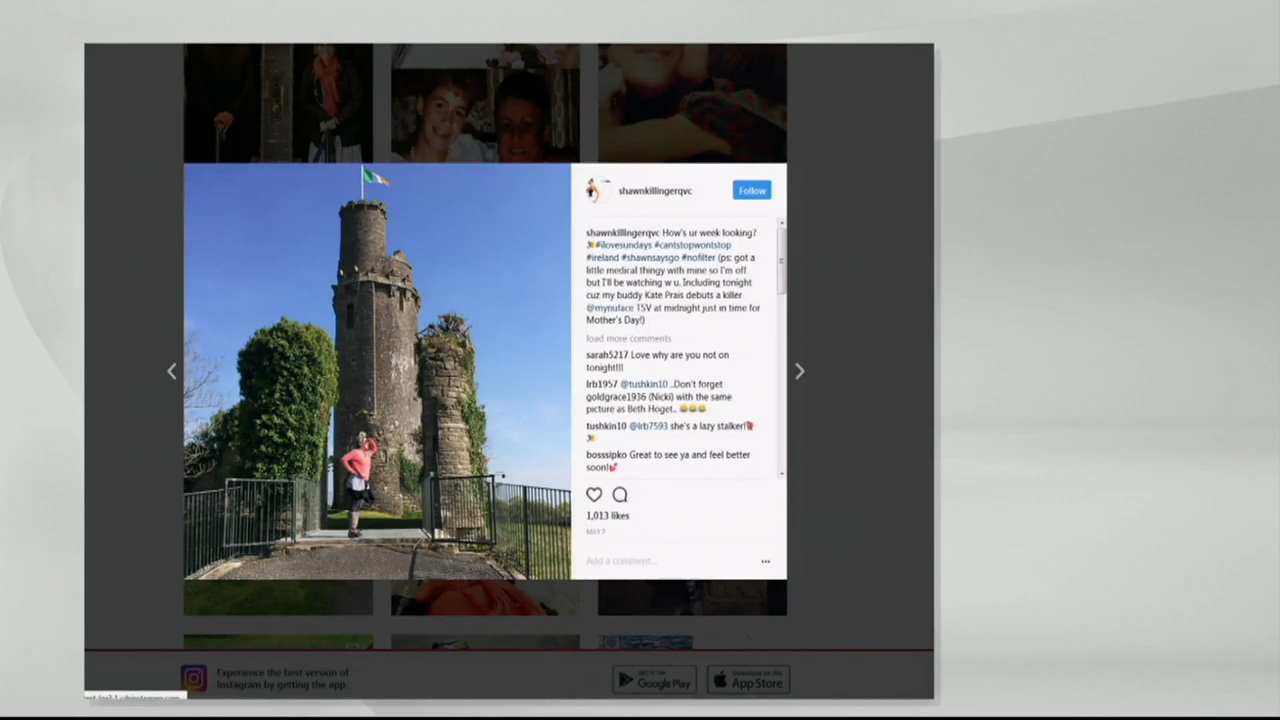 shawnkillingerqvc
Follow
shawnkillingerqvc How's ur week looking?
#ilovesundays #cantstopwontstop
#ireland #shawnsaysgo #nofilter (ps: got a
little medical thingy with mine so I'm off
but I'll be watching w u. Including tonight
cuz my buddy Kate Prais debuts a killer
@mynuface TSV at midnight just in time for
Mother's Day!)
load more comments
sarah5217 Love why are you not on
tonight!!!
lrb1957 @tushkin10 ..Don't forget
goldgrace1936 (Nicki) with the same
picture as Beth Hoget.. 😂😂😂
tushkin10 @lrb7593 she's a lazy stalker!
bosssipko Great to see ya and feel better
soon!💕
1,013 likes
MAY 7
Add a comment...
Experience the best version of
Instagram by getting the app.
GET IT ON
Google Play
Download on the
App Store